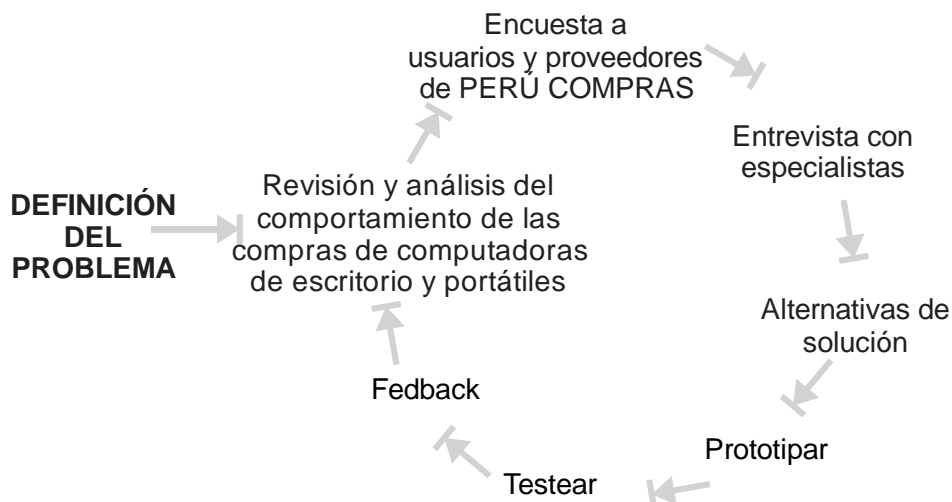 Encuesta a
usuarios y proveedores
de PERÚ COMPRAS
Entrevista con
especialistas
DEFINICIÓN
DEL
PROBLEMA
Revisión y análisis del
comportamiento de las
compras de computadoras
de escritorio y portátiles
Alternativas de
solución
Fedback
Prototipar
Testear